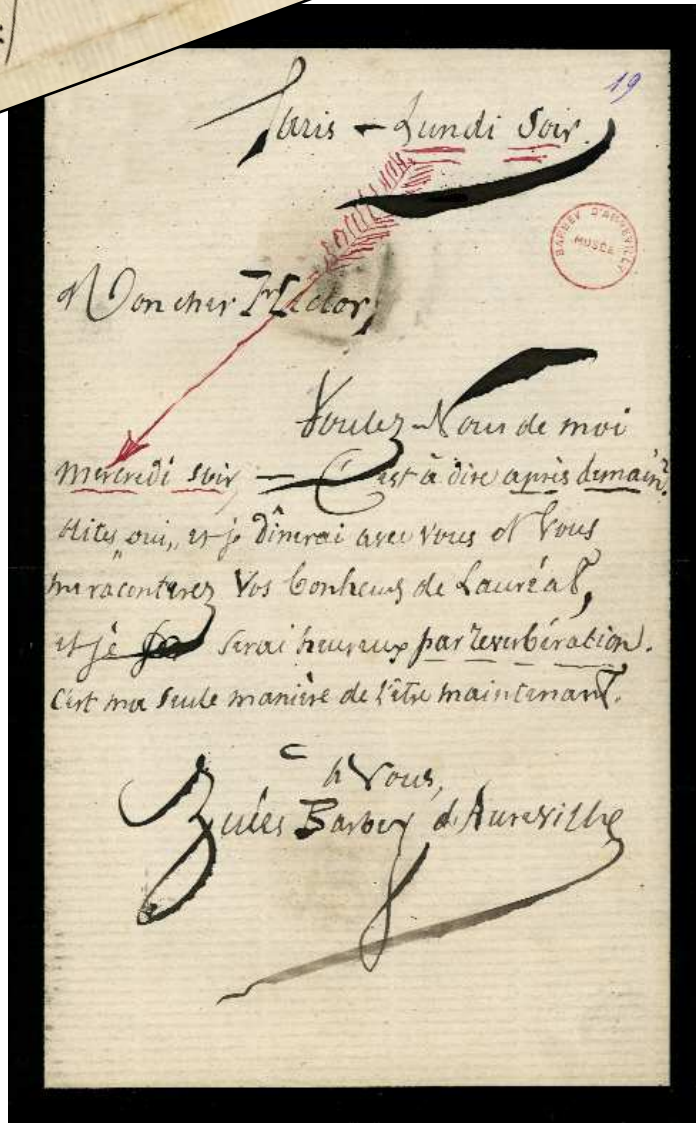 19
Paris – Lundi Soir.
BARBEY D'AUREVILLY
MUSÉE
Mon cher Hector,
Voulez-Vous de moi
mercredi soir, — C'est à dire après demain?
dites „oui„, et je dînerai avec vous et Vous
me raconterez Vos bonheurs de Lauréat,
et je serai heureux par réverbération.
C'est ma seule manière de l'être maintenant.
à Vous,
Jules Barbey d'Aurevilly